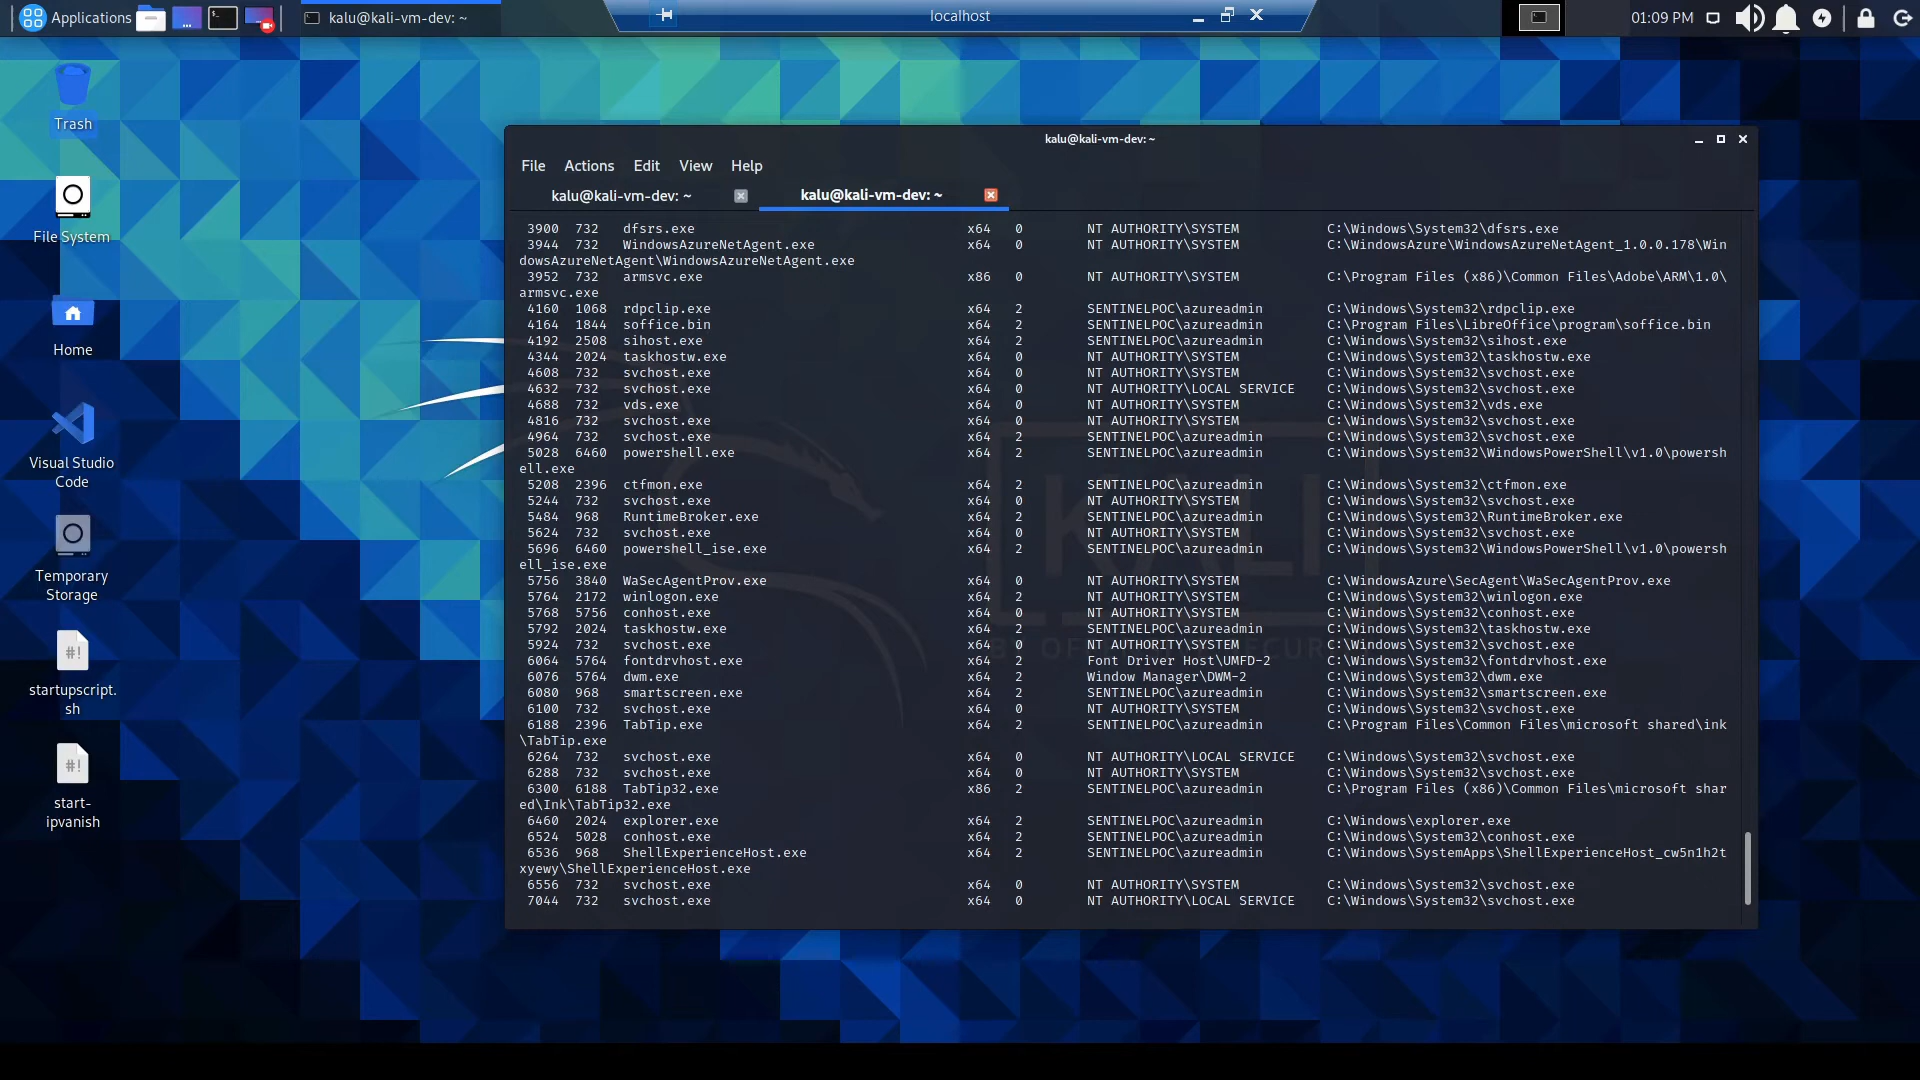 Applications
kalu@kali-vm-dev: ~
localhost
01:09 PM
Trash
File System
Home
Visual Studio
Code
Temporary
Storage
startupscript.
sh
start-
ipvanish
kalu@kali-vm-dev: ~
File Actions Edit View Help
kalu@kali-vm-dev: ~
kalu@kali-vm-dev: ~
3900 732 dfsrs.exe x64 0 NT AUTHORITY\SYSTEM C:\Windows\System32\dfsrs.exe
3944 732 WindowsAzureNetAgent.exe x64 0 NT AUTHORITY\SYSTEM C:\WindowsAzure\WindowsAzureNetAgent_1.0.0.178\Win
dowsAzureNetAgent\WindowsAzureNetAgent.exe
3952 732 armsvc.exe x86 0 NT AUTHORITY\SYSTEM C:\Program Files (x86)\Common Files\Adobe\ARM\1.0\
armsvc.exe
4160 1068 rdpclip.exe x64 2 SENTINELPOC\azureadmin C:\Windows\System32\rdpclip.exe
4164 1844 soffice.bin x64 2 SENTINELPOC\azureadmin C:\Program Files\LibreOffice\program\soffice.bin
4192 2508 sihost.exe x64 2 SENTINELPOC\azureadmin C:\Windows\System32\sihost.exe
4344 2024 taskhostw.exe x64 0 NT AUTHORITY\SYSTEM C:\Windows\System32\taskhostw.exe
4608 732 svchost.exe x64 0 NT AUTHORITY\SYSTEM C:\Windows\System32\svchost.exe
4632 732 svchost.exe x64 0 NT AUTHORITY\LOCAL SERVICE C:\Windows\System32\svchost.exe
4688 732 vds.exe x64 0 NT AUTHORITY\SYSTEM C:\Windows\System32\vds.exe
4816 732 svchost.exe x64 0 NT AUTHORITY\SYSTEM C:\Windows\System32\svchost.exe
4964 732 svchost.exe x64 2 SENTINELPOC\azureadmin C:\Windows\System32\svchost.exe
5028 6460 powershell.exe x64 2 SENTINELPOC\azureadmin C:\Windows\System32\WindowsPowerShell\v1.0\powersh
ell.exe
5208 2396 ctfmon.exe x64 2 SENTINELPOC\azureadmin C:\Windows\System32\ctfmon.exe
5244 732 svchost.exe x64 0 NT AUTHORITY\SYSTEM C:\Windows\System32\svchost.exe
5484 968 RuntimeBroker.exe x64 2 SENTINELPOC\azureadmin C:\Windows\System32\RuntimeBroker.exe
5624 732 svchost.exe x64 0 NT AUTHORITY\SYSTEM C:\Windows\System32\svchost.exe
5696 6460 powershell_ise.exe x64 2 SENTINELPOC\azureadmin C:\Windows\System32\WindowsPowerShell\v1.0\powersh
ell_ise.exe
5756 3840 WaSecAgentProv.exe x64 0 NT AUTHORITY\SYSTEM C:\WindowsAzure\SecAgent\WaSecAgentProv.exe
5764 2172 winlogon.exe x64 2 NT AUTHORITY\SYSTEM C:\Windows\System32\winlogon.exe
5768 5756 conhost.exe x64 0 NT AUTHORITY\SYSTEM C:\Windows\System32\conhost.exe
5792 2024 taskhostw.exe x64 2 SENTINELPOC\azureadmin C:\Windows\System32\taskhostw.exe
5924 732 svchost.exe x64 0 NT AUTHORITY\SYSTEM C:\Windows\System32\svchost.exe
6064 5764 fontdrvhost.exe x64 2 Font Driver Host\UMFD-2 C:\Windows\System32\fontdrvhost.exe
6076 5764 dwm.exe x64 2 Window Manager\DWM-2 C:\Windows\System32\dwm.exe
6080 968 smartscreen.exe x64 2 SENTINELPOC\azureadmin C:\Windows\System32\smartscreen.exe
6100 732 svchost.exe x64 0 NT AUTHORITY\SYSTEM C:\Windows\System32\svchost.exe
6188 2396 TabTip.exe x64 2 SENTINELPOC\azureadmin C:\Program Files\Common Files\microsoft shared\ink
\TabTip.exe
6264 732 svchost.exe x64 0 NT AUTHORITY\LOCAL SERVICE C:\Windows\System32\svchost.exe
6288 732 svchost.exe x64 0 NT AUTHORITY\SYSTEM C:\Windows\System32\svchost.exe
6300 6188 TabTip32.exe x86 2 SENTINELPOC\azureadmin C:\Program Files (x86)\Common Files\microsoft shar
ed\Ink\TabTip32.exe
6460 2024 explorer.exe x64 2 SENTINELPOC\azureadmin C:\Windows\explorer.exe
6524 5028 conhost.exe x64 2 SENTINELPOC\azureadmin C:\Windows\System32\conhost.exe
6536 968 ShellExperienceHost.exe x64 2 SENTINELPOC\azureadmin C:\Windows\SystemApps\ShellExperienceHost_cw5n1h2t
xyewy\ShellExperienceHost.exe
6556 732 svchost.exe x64 0 NT AUTHORITY\SYSTEM C:\Windows\System32\svchost.exe
7044 732 svchost.exe x64 0 NT AUTHORITY\LOCAL SERVICE C:\Windows\System32\svchost.exe
KALI